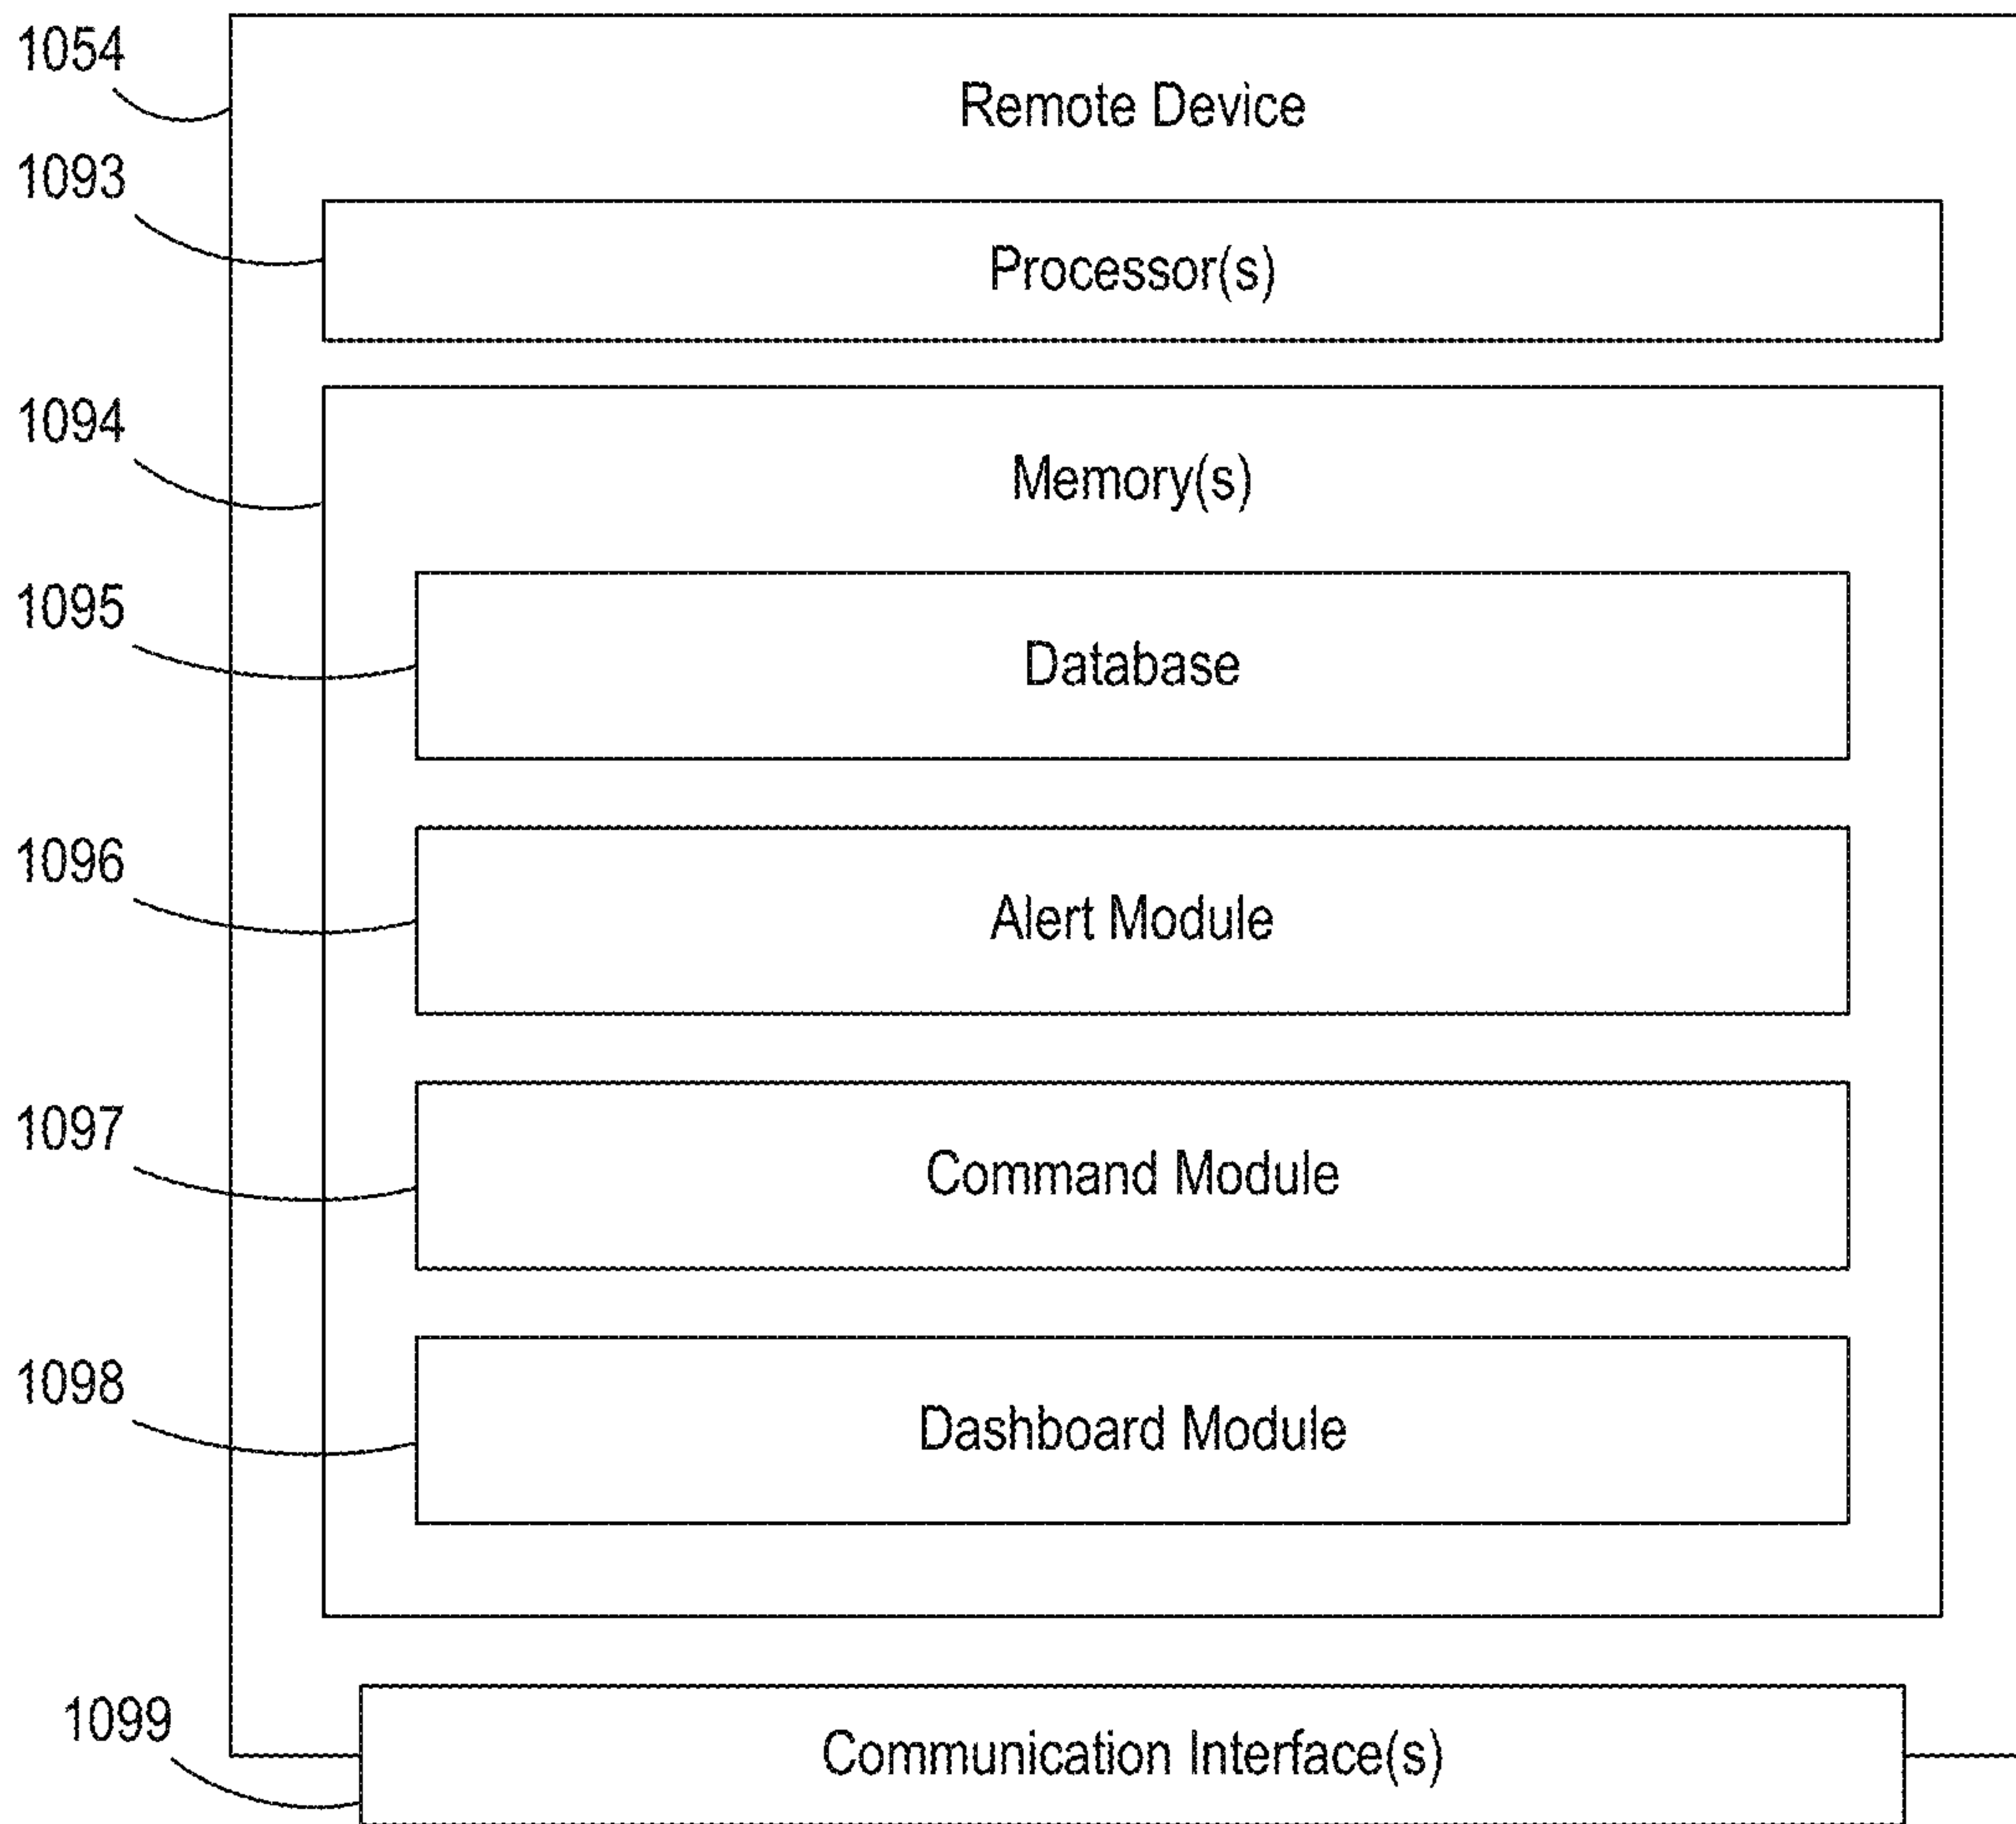 1054
Remote Device
1093
Processor(s)
1094
Memory(s)
1095
Database
1096
Alert Module
1097
Command Module
1098
Dashboard Module
1099
Communication Interface(s)